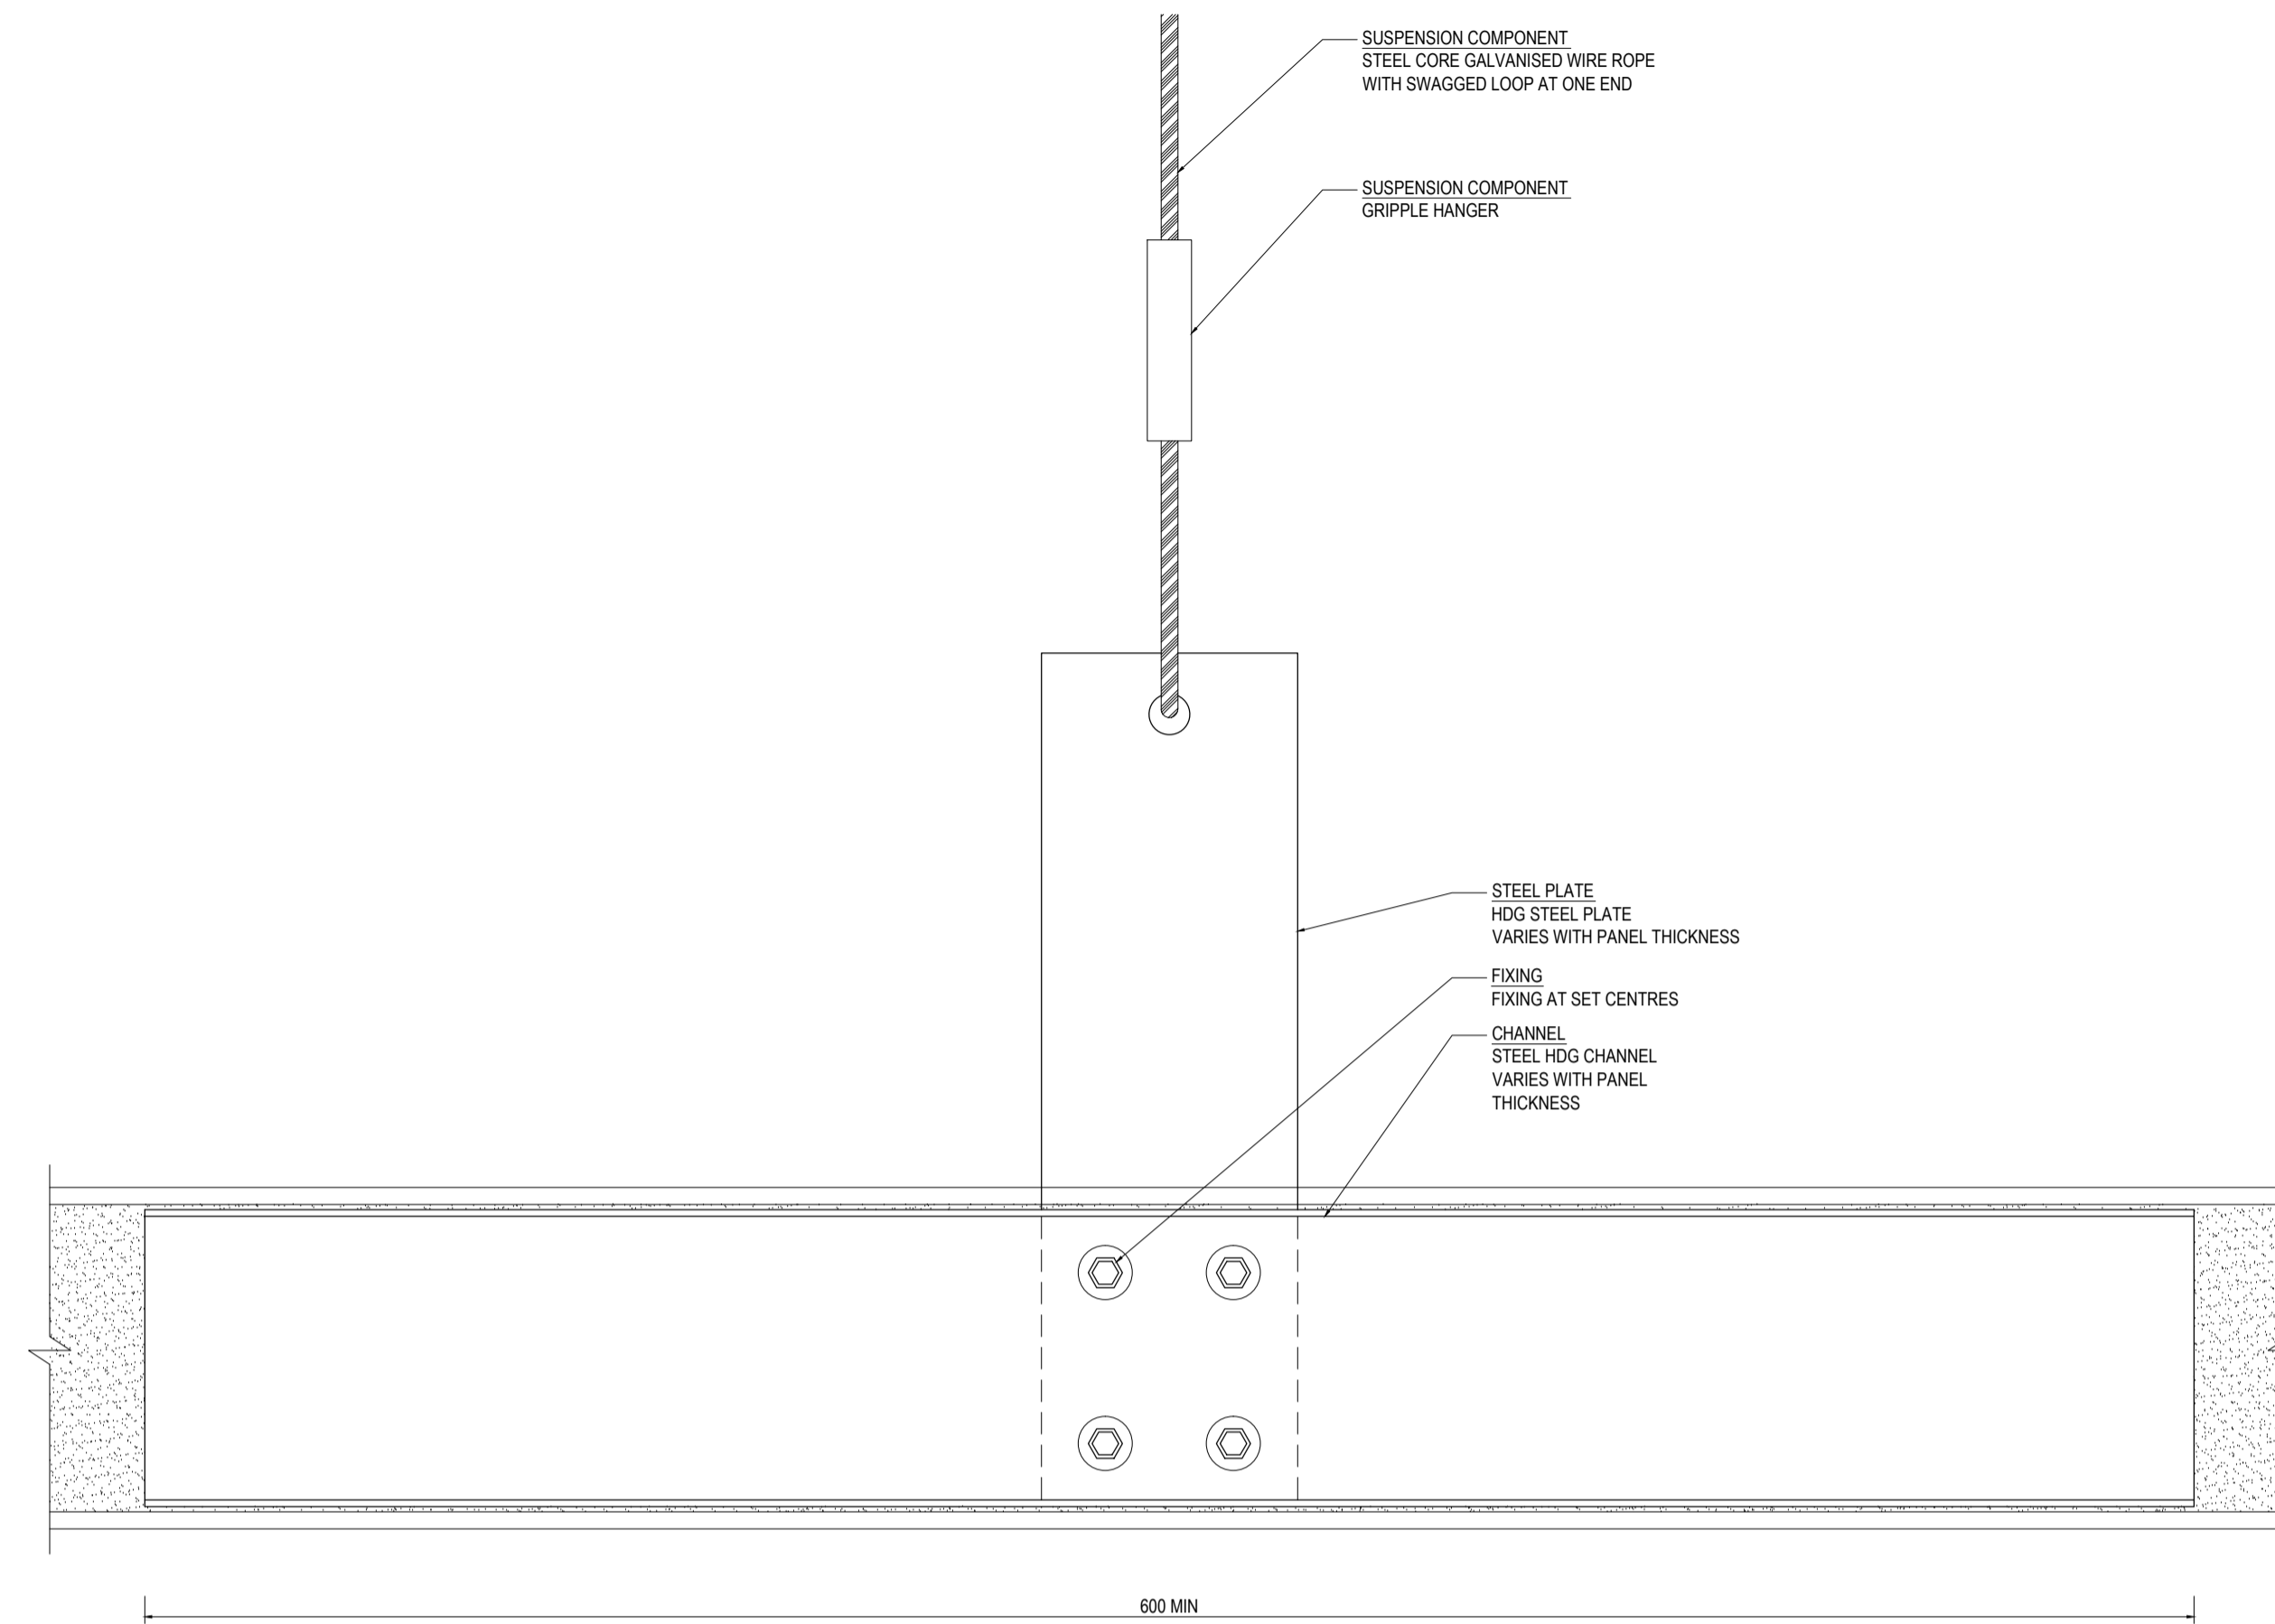 SUSPENSION COMPONENT
STEEL CORE GALVANISED WIRE ROPE
WITH SWAGGED LOOP AT ONE END
SUSPENSION COMPONENT
GRIPPLE HANGER
STEEL PLATE
HDG STEEL PLATE
VARIES WITH PANEL THICKNESS
FIXING
FIXING AT SET CENTRES
CHANNEL
STEEL HDG CHANNEL
VARIES WITH PANEL
THICKNESS
600 MIN